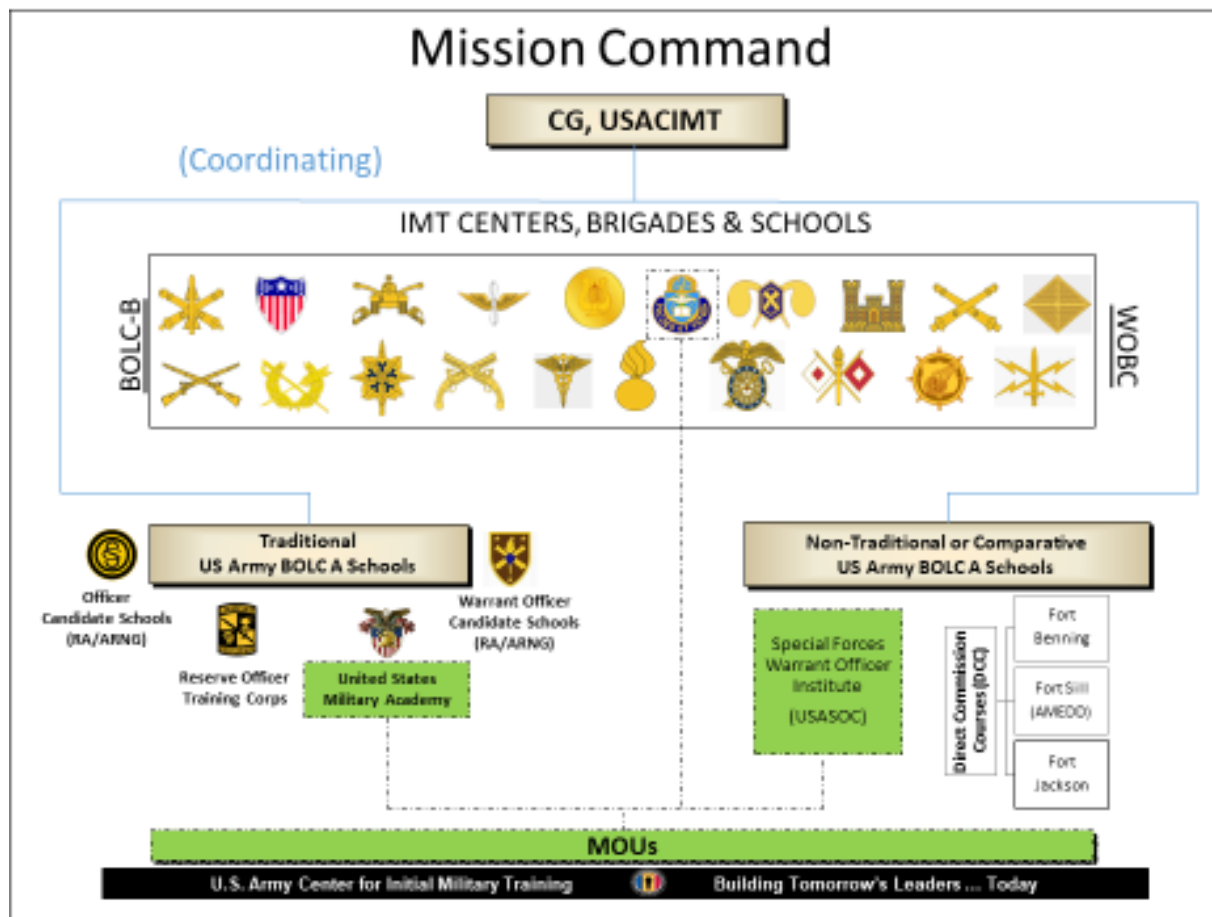 Mission Command
CG, USACIMT
(Coordinating)
IMT CENTERS, BRIGADES & SCHOOLS
BOLC-B
WOBC
Traditional
US Army BOLC A Schools
Officer
Candidate Schools
(RA/ARNG)
Reserve Officer
Training Corps
United States
Military Academy
Warrant Officer
Candidate Schools
(RA/ARNG)
Non-Traditional or Comparative
US Army BOLC A Schools
Special Forces
Warrant Officer
Institute
(USASOC)
Direct Commission
Courses (DCC)
Fort
Benning
Fort Sill
(AMEDD)
Fort
Jackson
MOUs
U.S. Army Center for Initial Military Training
Building Tomorrow's Leaders ... Today